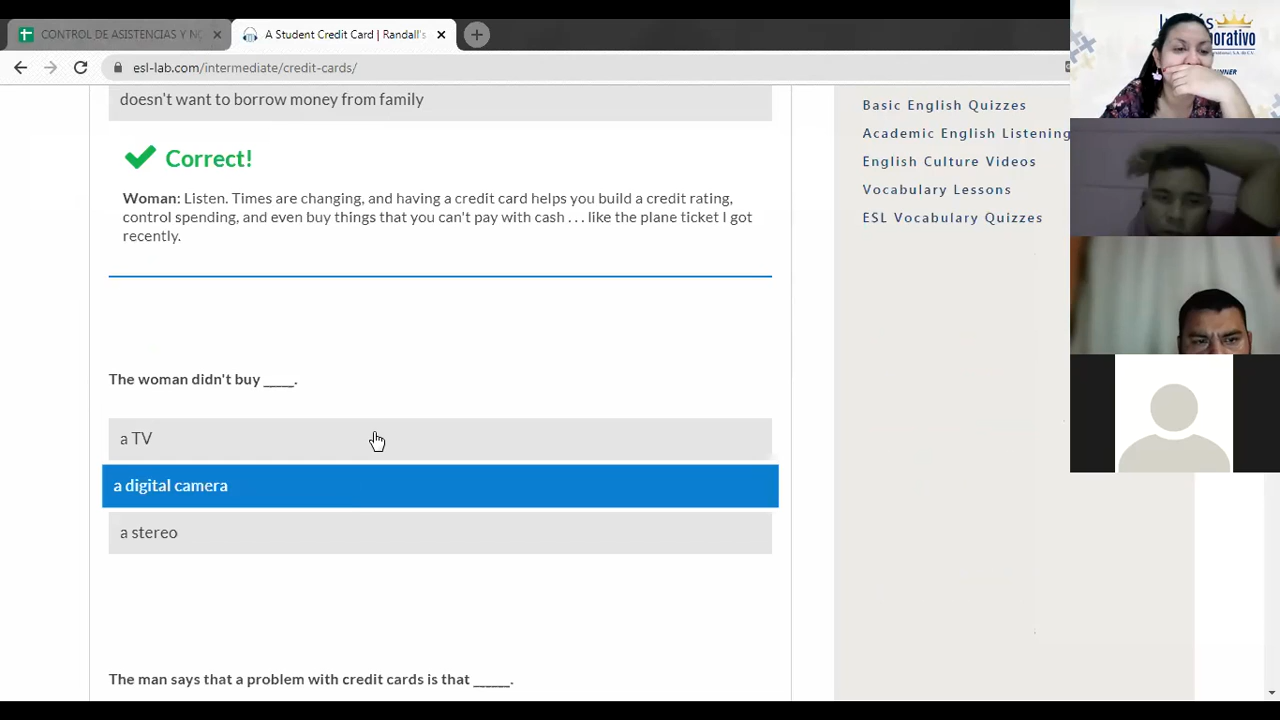 CONTROL DE ASISTENCIAS Y NO
A Student Credit Card | Randall's
esl-lab.com/intermediate/credit-cards/
doesn't want to borrow money from family
Correct!
Woman: Listen. Times are changing, and having a credit card helps you build a credit rating,
control spending, and even buy things that you can't pay with cash . . . like the plane ticket I got
recently.
The woman didn't buy _____.
a TV
a digital camera
a stereo
The man says that a problem with credit cards is that ______.
Basic English Quizzes
Academic English Listening
English Culture Videos
Vocabulary Lessons
ESL Vocabulary Quizzes